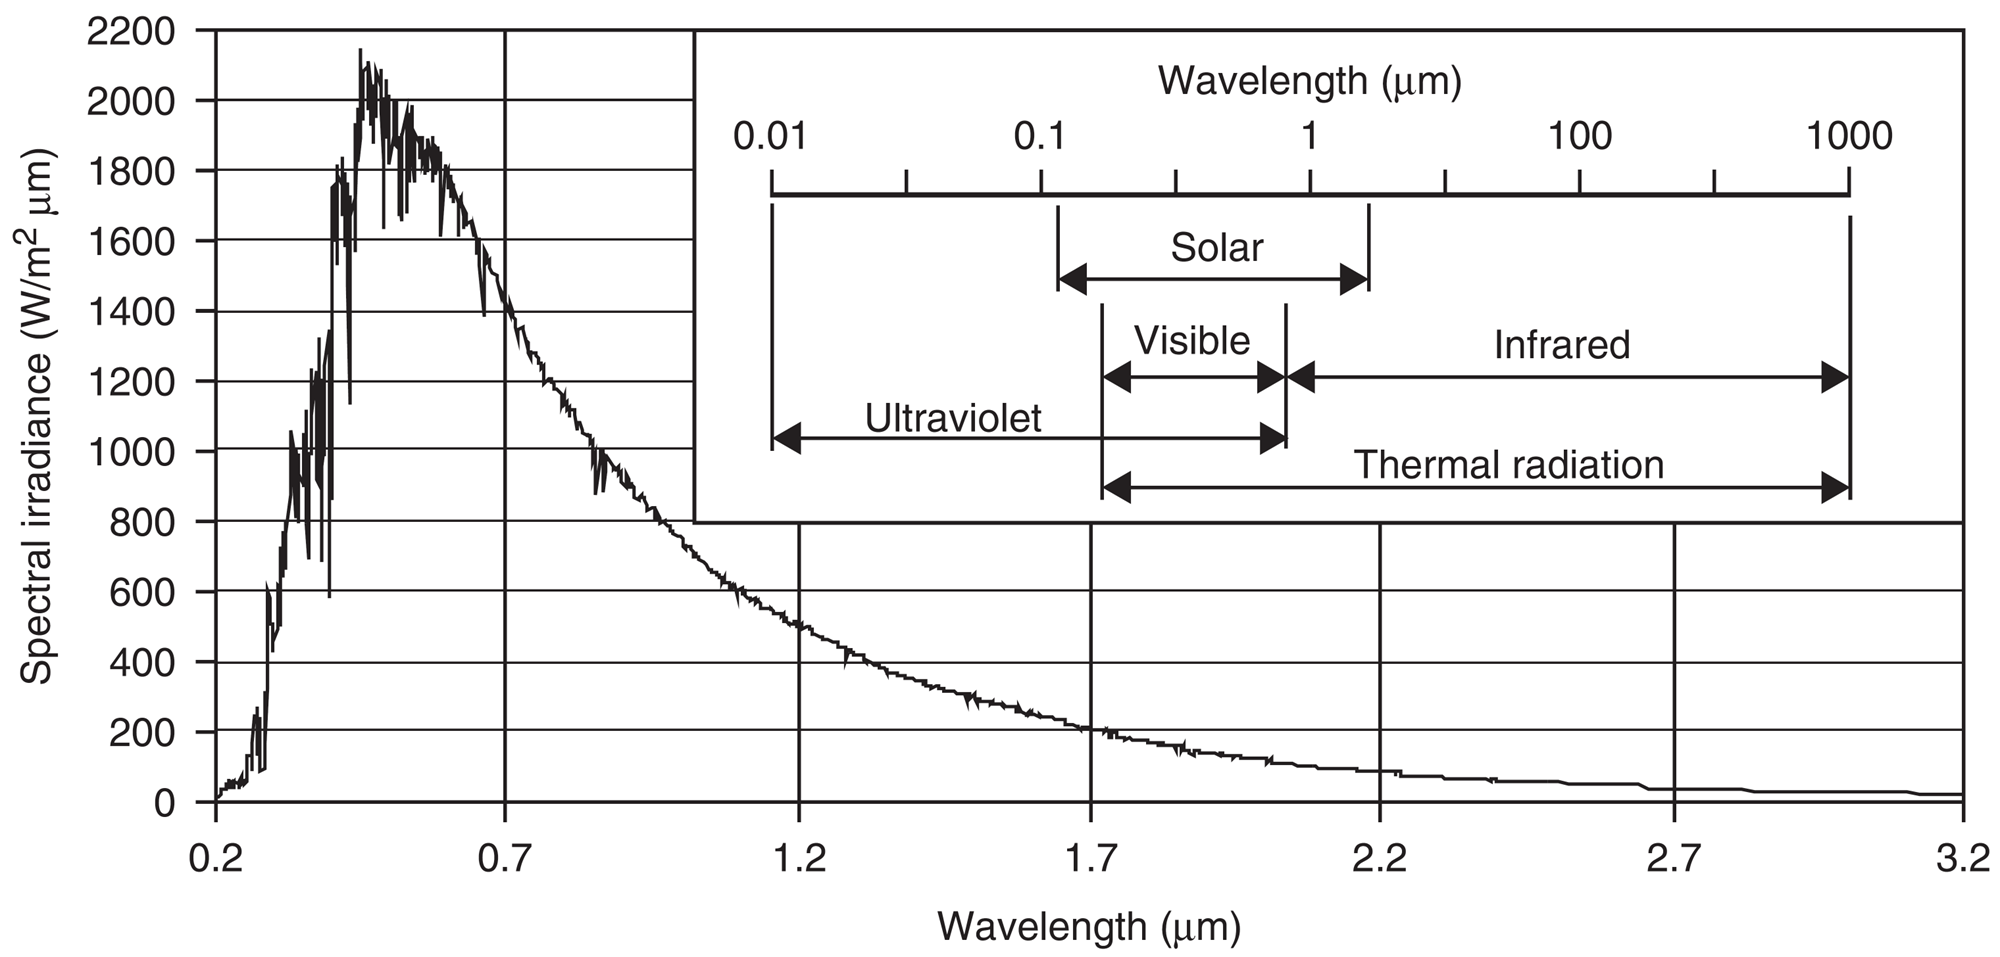 2200
2000
1800
1600
1400
1200
1000
800
600
400
200
0
Spectral irradiance (W/m² μm)
0.2 0.7 1.2 1.7 2.2 2.7 3.2
Wavelength (μm)
Wavelength (μm)
0.01 0.1 1 100 1000
Solar
Visible
Infrared
Ultraviolet
Thermal radiation